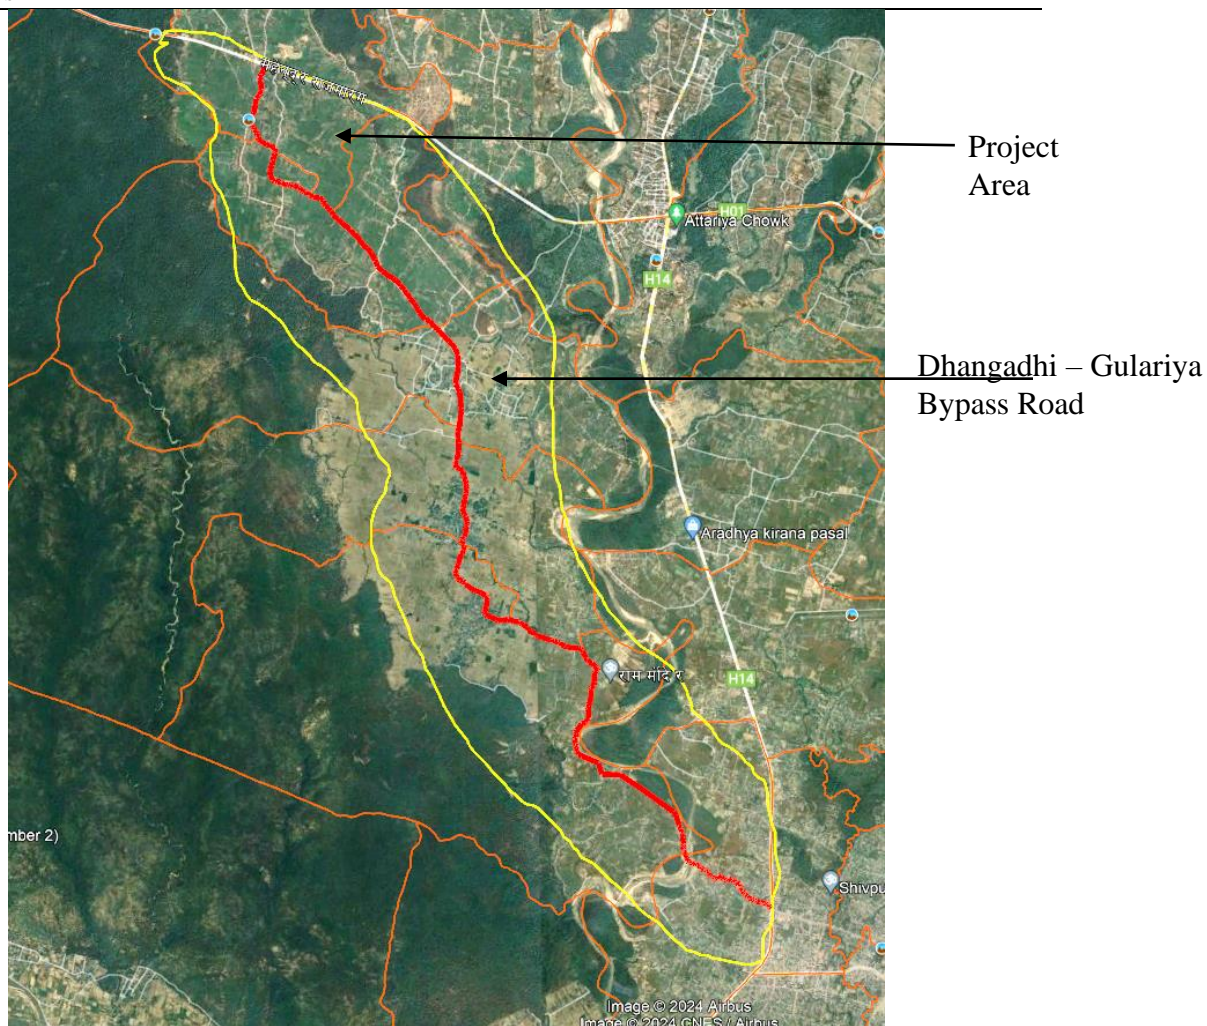 Project
Area
Attariya Chowk
H01
H14
Dhangadhi – Gulariya
Bypass Road
Aradhya kirana pasal
राम मंदिर
H14
mber 2)
Shivpu
Image © 2024 Airbus
Image © 2024 CNES / Airbus